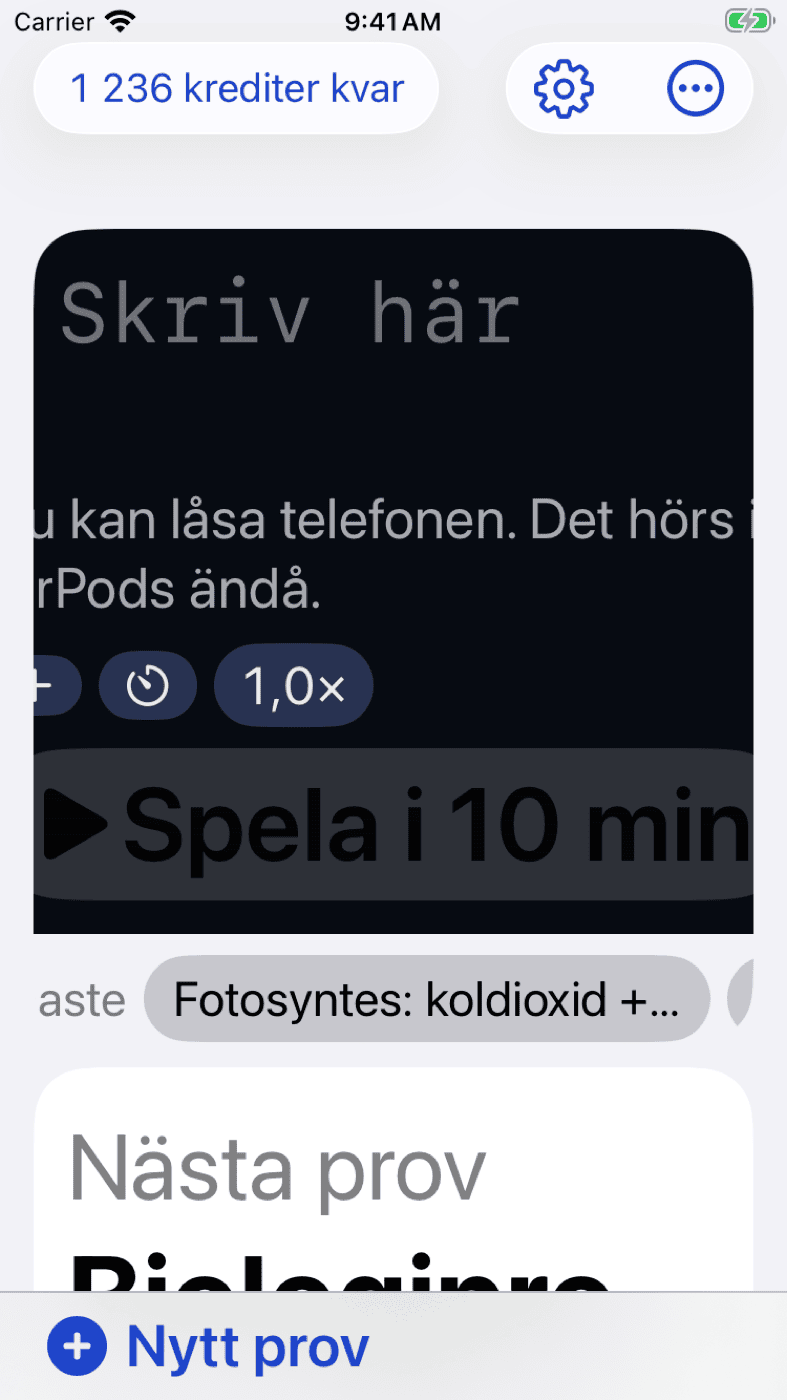 Carrier 9:41 AM
1 236 krediter kvar
Skriv här
u kan låsa telefonen. Det hörs i
rPods ändå.
1,0×
Spela i 10 min
aste Fotosyntes: koldioxid +...
Nästa prov
Biologipro
Nytt prov